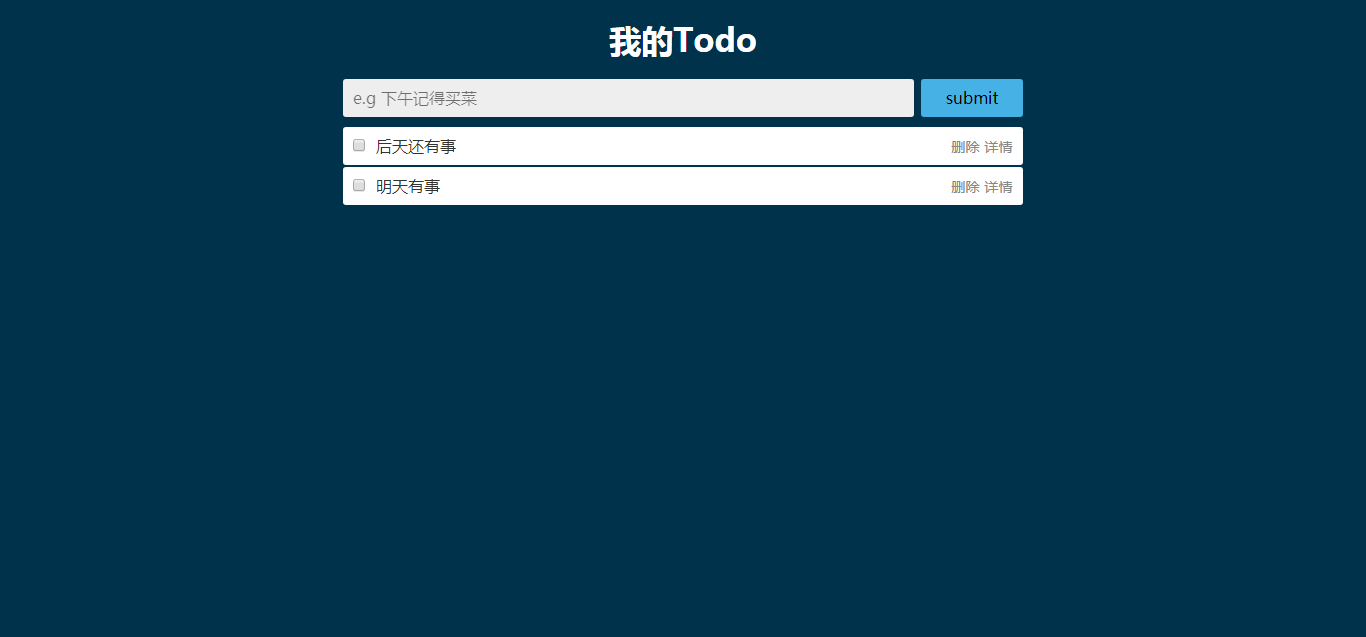 我的Todo
e.g 下午记得买菜 submit
后天还有事 删除 详情
明天有事 删除 详情